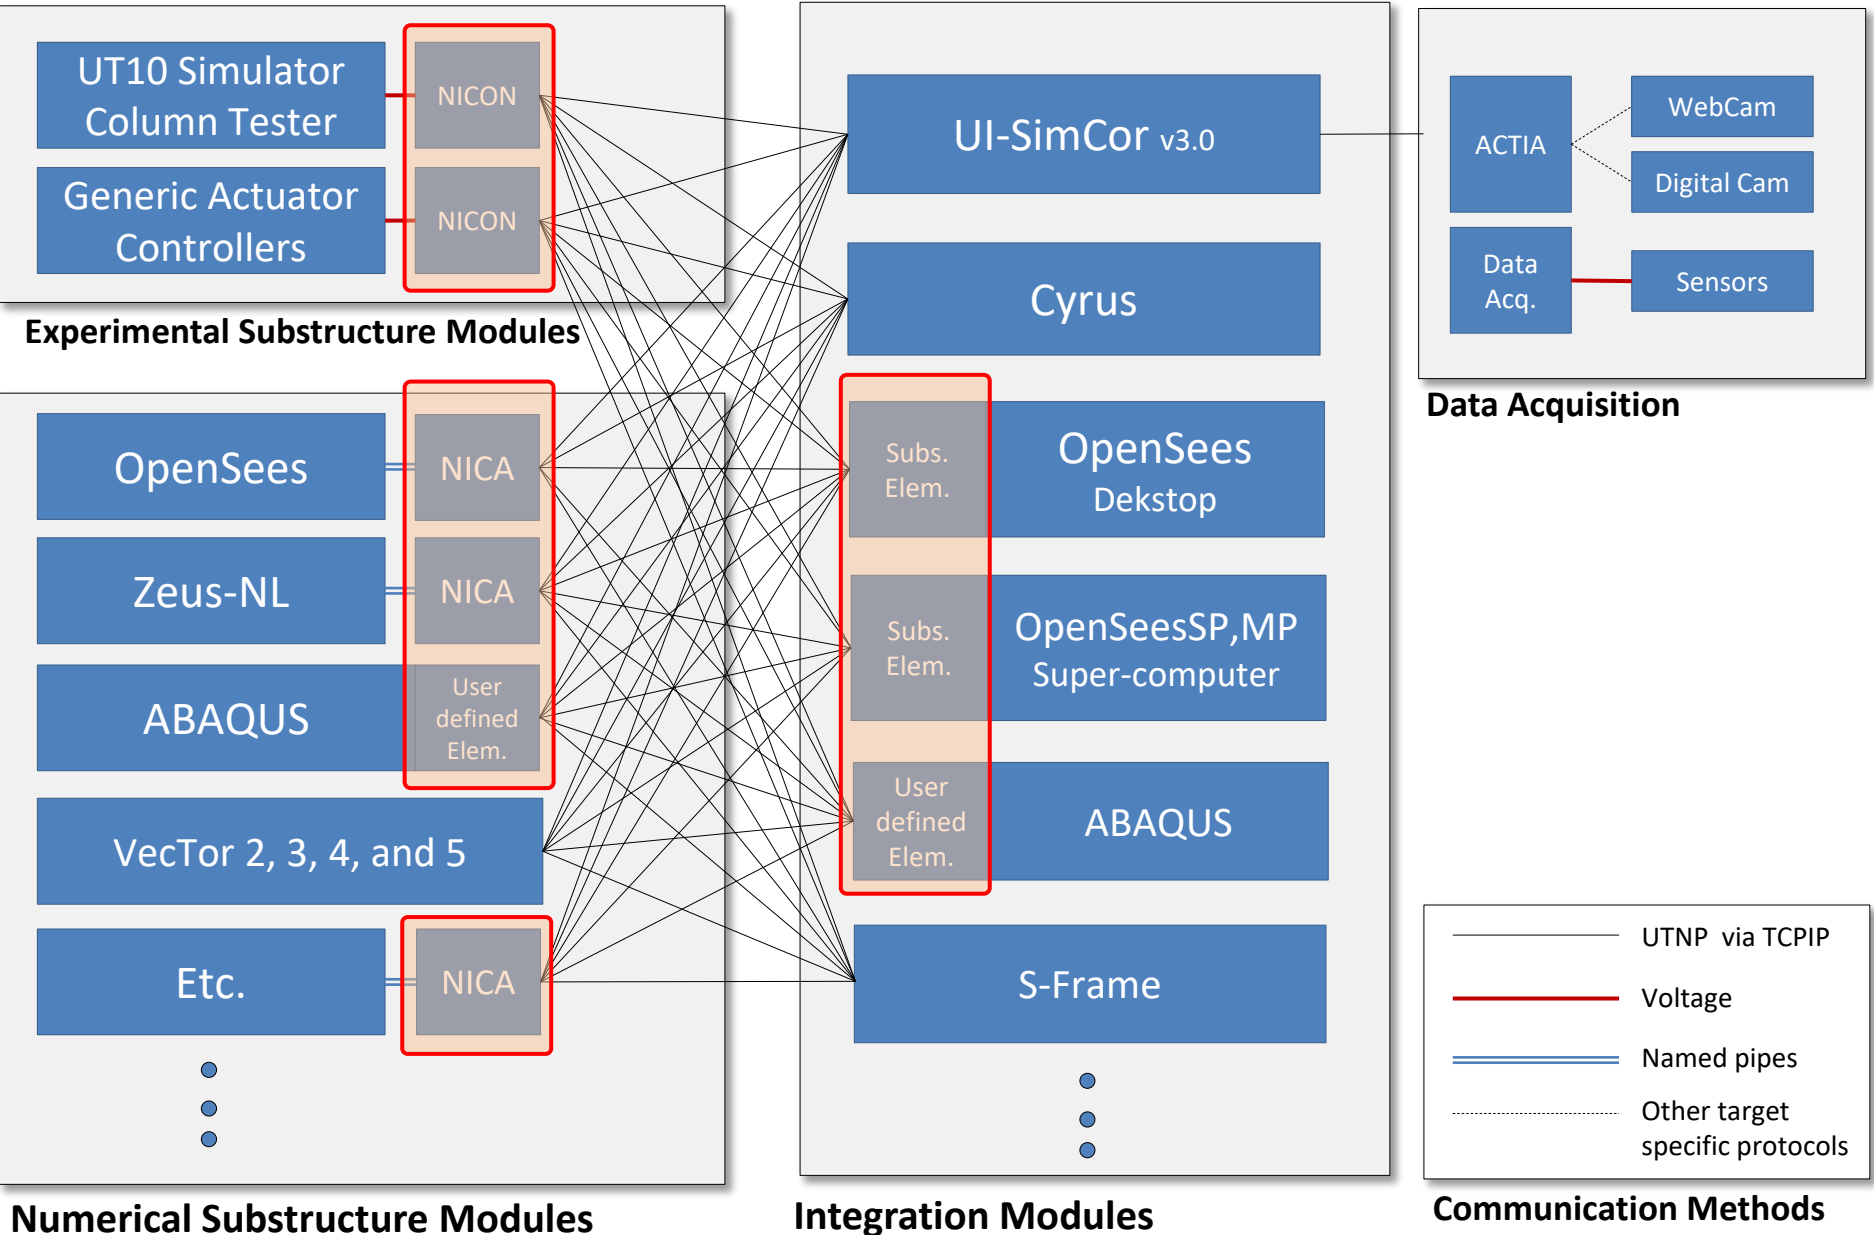 UT10 Simulator
Column Tester
NICON
Generic Actuator
Controllers
NICON
Experimental Substructure Modules
OpenSees
NICA
Zeus-NL
NICA
ABAQUS
User
defined
Elem.
VecTor 2, 3, 4, and 5
Etc.
NICA
Numerical Substructure Modules
UI-SimCor v3.0
Cyrus
Subs.
Elem.
OpenSees
Dekstop
Subs.
Elem.
OpenSeesSP,MP
Super-computer
User
defined
Elem.
ABAQUS
S-Frame
Integration Modules
ACTIA
WebCam
Digital Cam
Data
Acq.
Sensors
Data Acquisition
UTNP via TCPIP
Voltage
Named pipes
Other target
specific protocols
Communication Methods